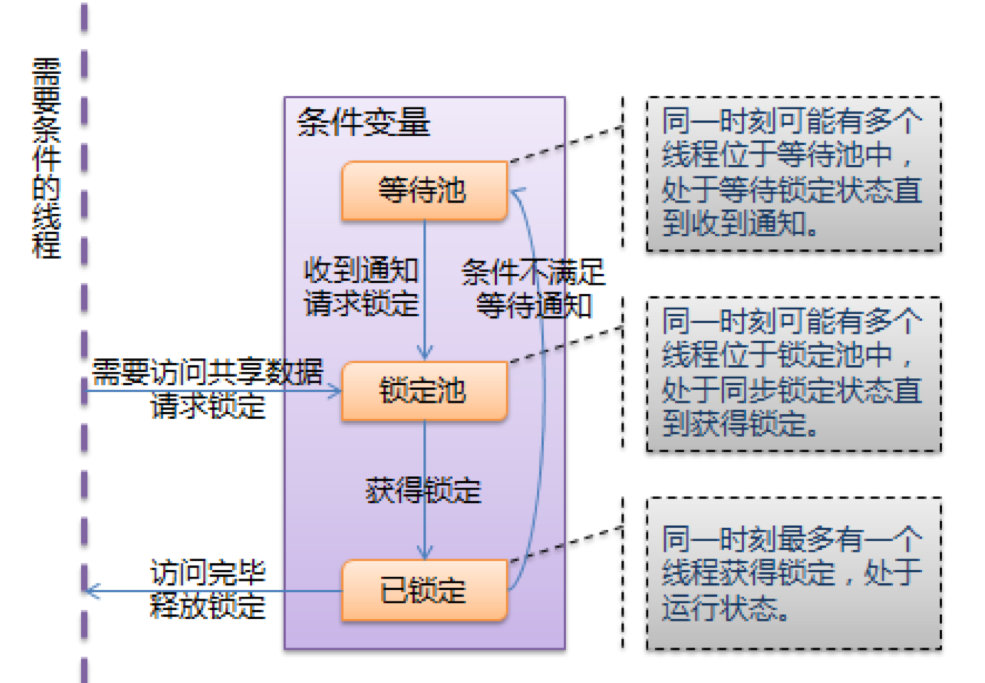 需要条件的线程
条件变量
等待池
同一时刻可能有多个
线程位于等待池中，
处于等待锁定状态直
到收到通知。
收到通知
请求锁定
条件不满足
等待通知
需要访问共享数据
请求锁定
锁定池
同一时刻可能有多个
线程位于锁定池中，
处于同步锁定状态直
到获得锁定。
获得锁定
访问完毕
释放锁定
已锁定
同一时刻最多有一个
线程获得锁定，处于
运行状态。